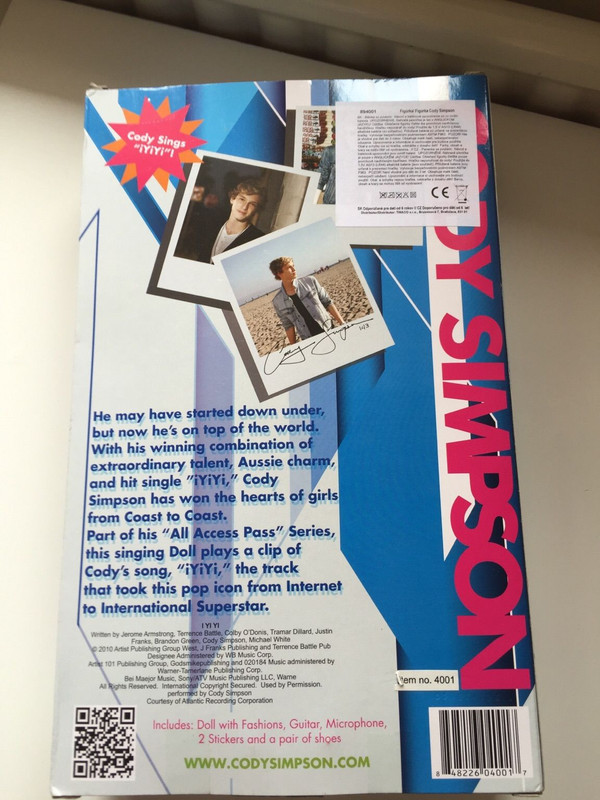 Cody Sings
"iYiYi"!
884001 Figúrka/ Figurka Cody Simpson
CE
CODY SIMPSON
Cody Simpson
He may have started down under,
but now he's on top of the world.
With his winning combination of
extraordinary talent, Aussie charm,
and hit single "iYiYi," Cody
Simpson has won the hearts of girls
from Coast to Coast.
Part of his "All Access Pass" Series,
this singing Doll plays a clip of
Cody's song, "iYiYi," the track
that took this pop icon from Internet
to International Superstar.
I YI YI
Written by Jerome Armstrong, Terrence Battle, Colby O'Donis, Tramar Dillard, Justin
Franks, Brandon Green, Cody Simpson, Michael White
© 2010 Artist Publishing Group West, J Franks Publishing and Terrence Battle Pub
Designee Administered by WB Music Corp.
Artist 101 Publishing Group, Godsmikepublishing and 020184 Music administered by
Warner-Tamerlane Publishing Corp.
Bei Maejor Music, Sony/ATV Music Publishing LLC, Warne
All Rights Reserved. International Copyright Secured. Used by Permission.
performed by Cody Simpson
Courtesy of Atlantic Recording Corporation
Item no. 4001
Includes: Doll with Fashions, Guitar, Microphone,
2 Stickers and a pair of shoes
WWW.CODYSIMPSON.COM
8 48226 04001 7